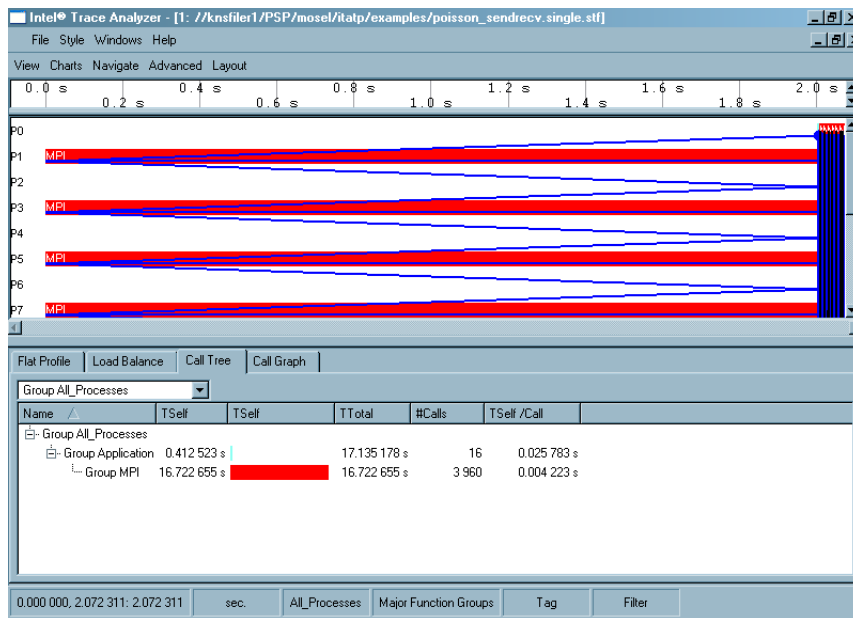 Intel® Trace Analyzer - [1: //knsfiler1/PSP/mosel/itatp/examples/poisson_sendrecv.single.stf]
File Style Windows Help
View Charts Navigate Advanced Layout
0.0 s 0.4 s 0.8 s 1.2 s 1.6 s 2.0 s
0.2 s 0.6 s 1.0 s 1.4 s 1.8 s
P0
P1 MPI
P2
P3 MPI
P4
P5 MPI
P6
P7 MPI
Flat Profile Load Balance Call Tree Call Graph
Group All_Processes
Name TSelf TSelf TTotal #Calls TSelf /Call
Group All_Processes
Group Application 0.412 523 s 17.135 178 s 16 0.025 783 s
Group MPI 16.722 655 s 16.722 655 s 3 960 0.004 223 s
0.000 000, 2.072 311: 2.072 311 sec. All_Processes Major Function Groups Tag Filter